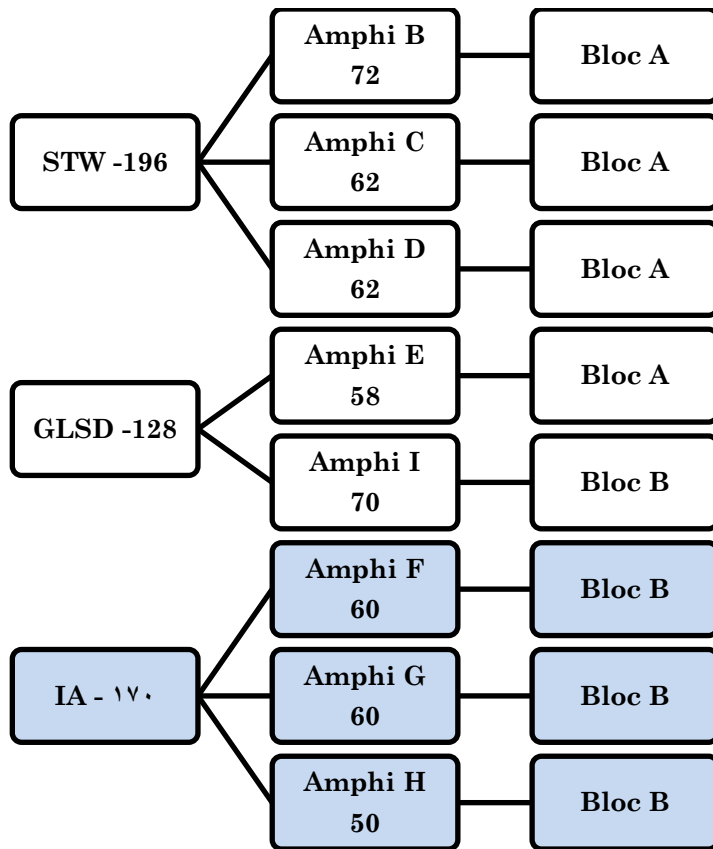 STW -196
Amphi B
72
Bloc A
Amphi C
62
Bloc A
Amphi D
62
Bloc A
GLSD -128
Amphi E
58
Bloc A
Amphi I
70
Bloc B
IA - ١٧٠
Amphi F
60
Bloc B
Amphi G
60
Bloc B
Amphi H
50
Bloc B